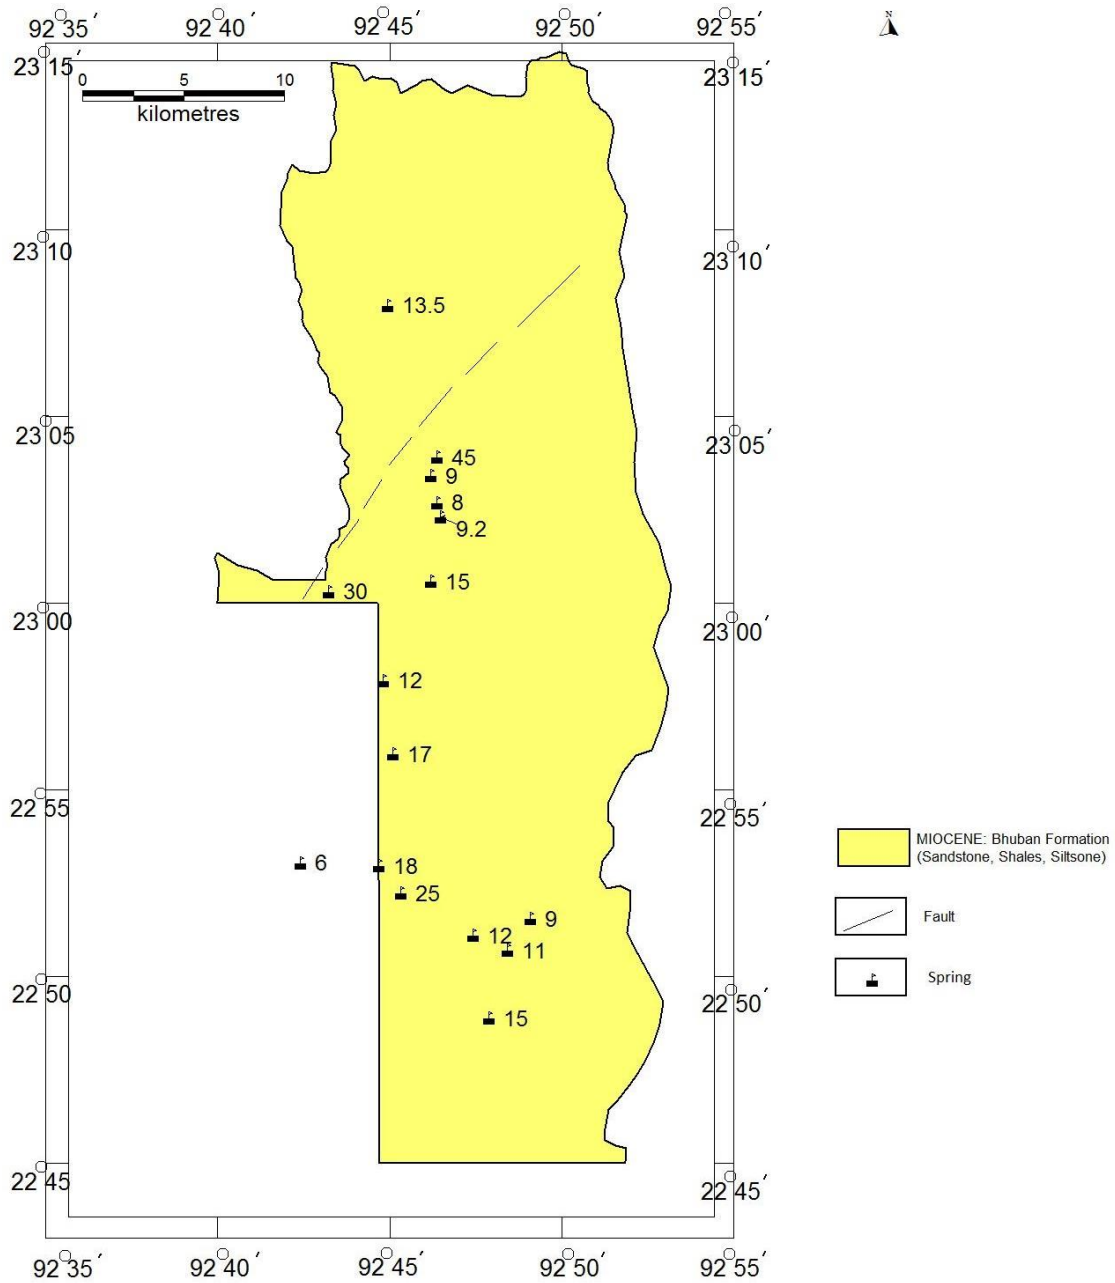 92 35′ 92 40′ 92 45′ 92 50′ 92 55′
N
23 15′ 23 15′
0 5 10
kilometres
23 10 23 10′
13.5
23 05 23 05′
45
9
8
9.2
15
30
23 00 23 00′
12
17
22 55 22 55′
MIOCENE: Bhuban Formation
(Sandstone, Shales, Siltsone)
6 18
25
Fault
9
12
11
Spring
22 50 22 50′
15
22 45 22 45′
92 35′ 92 40′ 92 45′ 92 50′ 92 55′